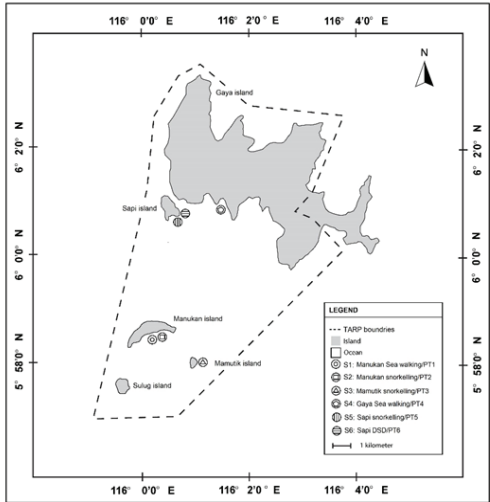 116° 0'0" E 116° 2'0" E 116° 4'0" E
N
Gaya island
6° 2'0" N 6° 2'0" N
Sapi island
6° 0'0" N 6° 0'0" N
Manukan island
Mamutik island
5° 58'0" N 5° 58'0" N
Sulug island
LEGEND
TARP boundries
Island
Ocean
S1: Manukan Sea walking/PT1
S2: Manukan snorkelling/PT2
S3: Mamutik snorkelling/PT3
S4: Gaya Sea walking/PT4
S5: Sapi snorkelling/PT5
S6: Sapi DSD/PT6
1 kilometer
116° 0'0" E 116° 2'0" E 116° 4'0" E